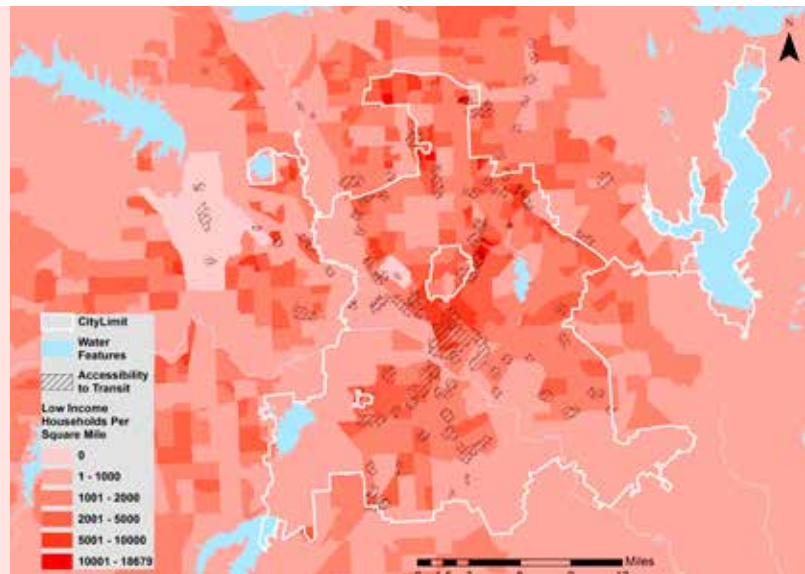 N
CityLimit
Water
Features
Accessibility
to Transit
Low Income
Households Per
Square Mile
0
1 - 1000
1001 - 2000
2001 - 5000
5001 - 10000
10001 - 18679
Miles